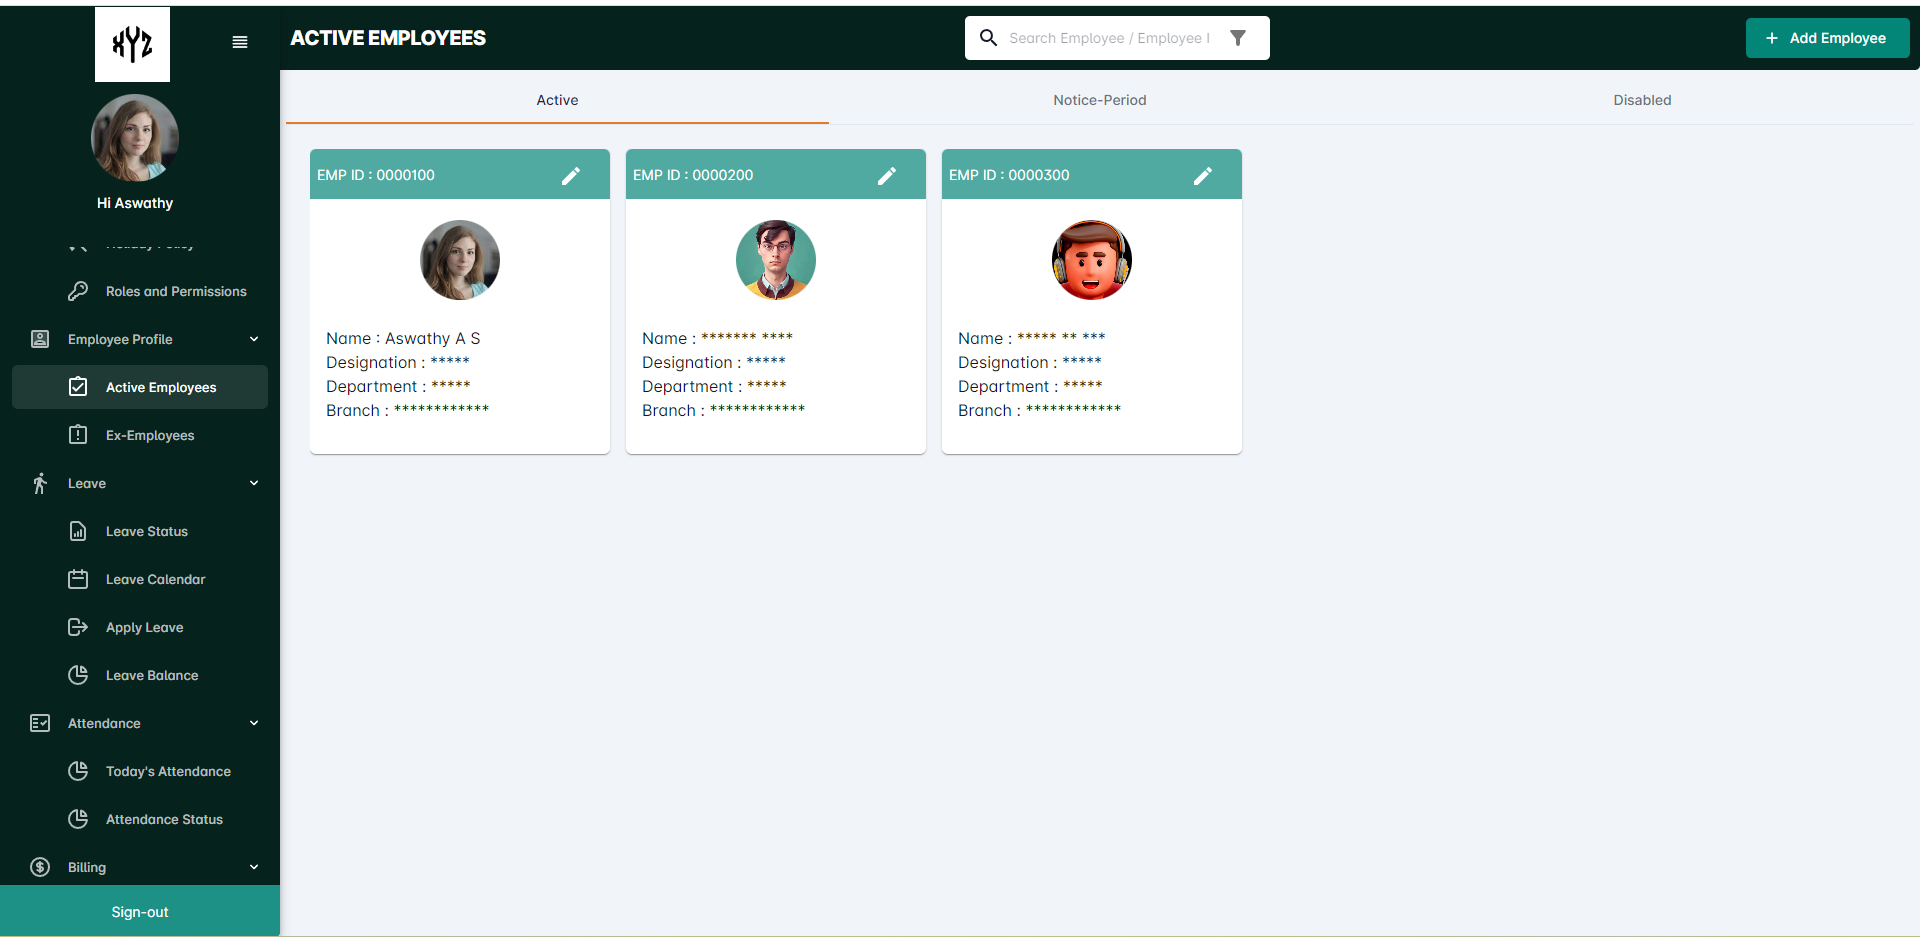 XYZ
ACTIVE EMPLOYEES
Search Employee / Employee I
+ Add Employee
Hi Aswathy
Holiday Policy
Roles and Permissions
Employee Profile
Active Employees
Ex-Employees
Leave
Leave Status
Leave Calendar
Apply Leave
Leave Balance
Attendance
Today's Attendance
Attendance Status
Billing
Sign-out
Active
Notice-Period
Disabled
EMP ID : 0000100
Name : Aswathy A S
Designation : *****
Department : *****
Branch : ************
EMP ID : 0000200
Name : ******* ****
Designation : *****
Department : *****
Branch : ************
EMP ID : 0000300
Name : ***** ** ***
Designation : *****
Department : *****
Branch : ************